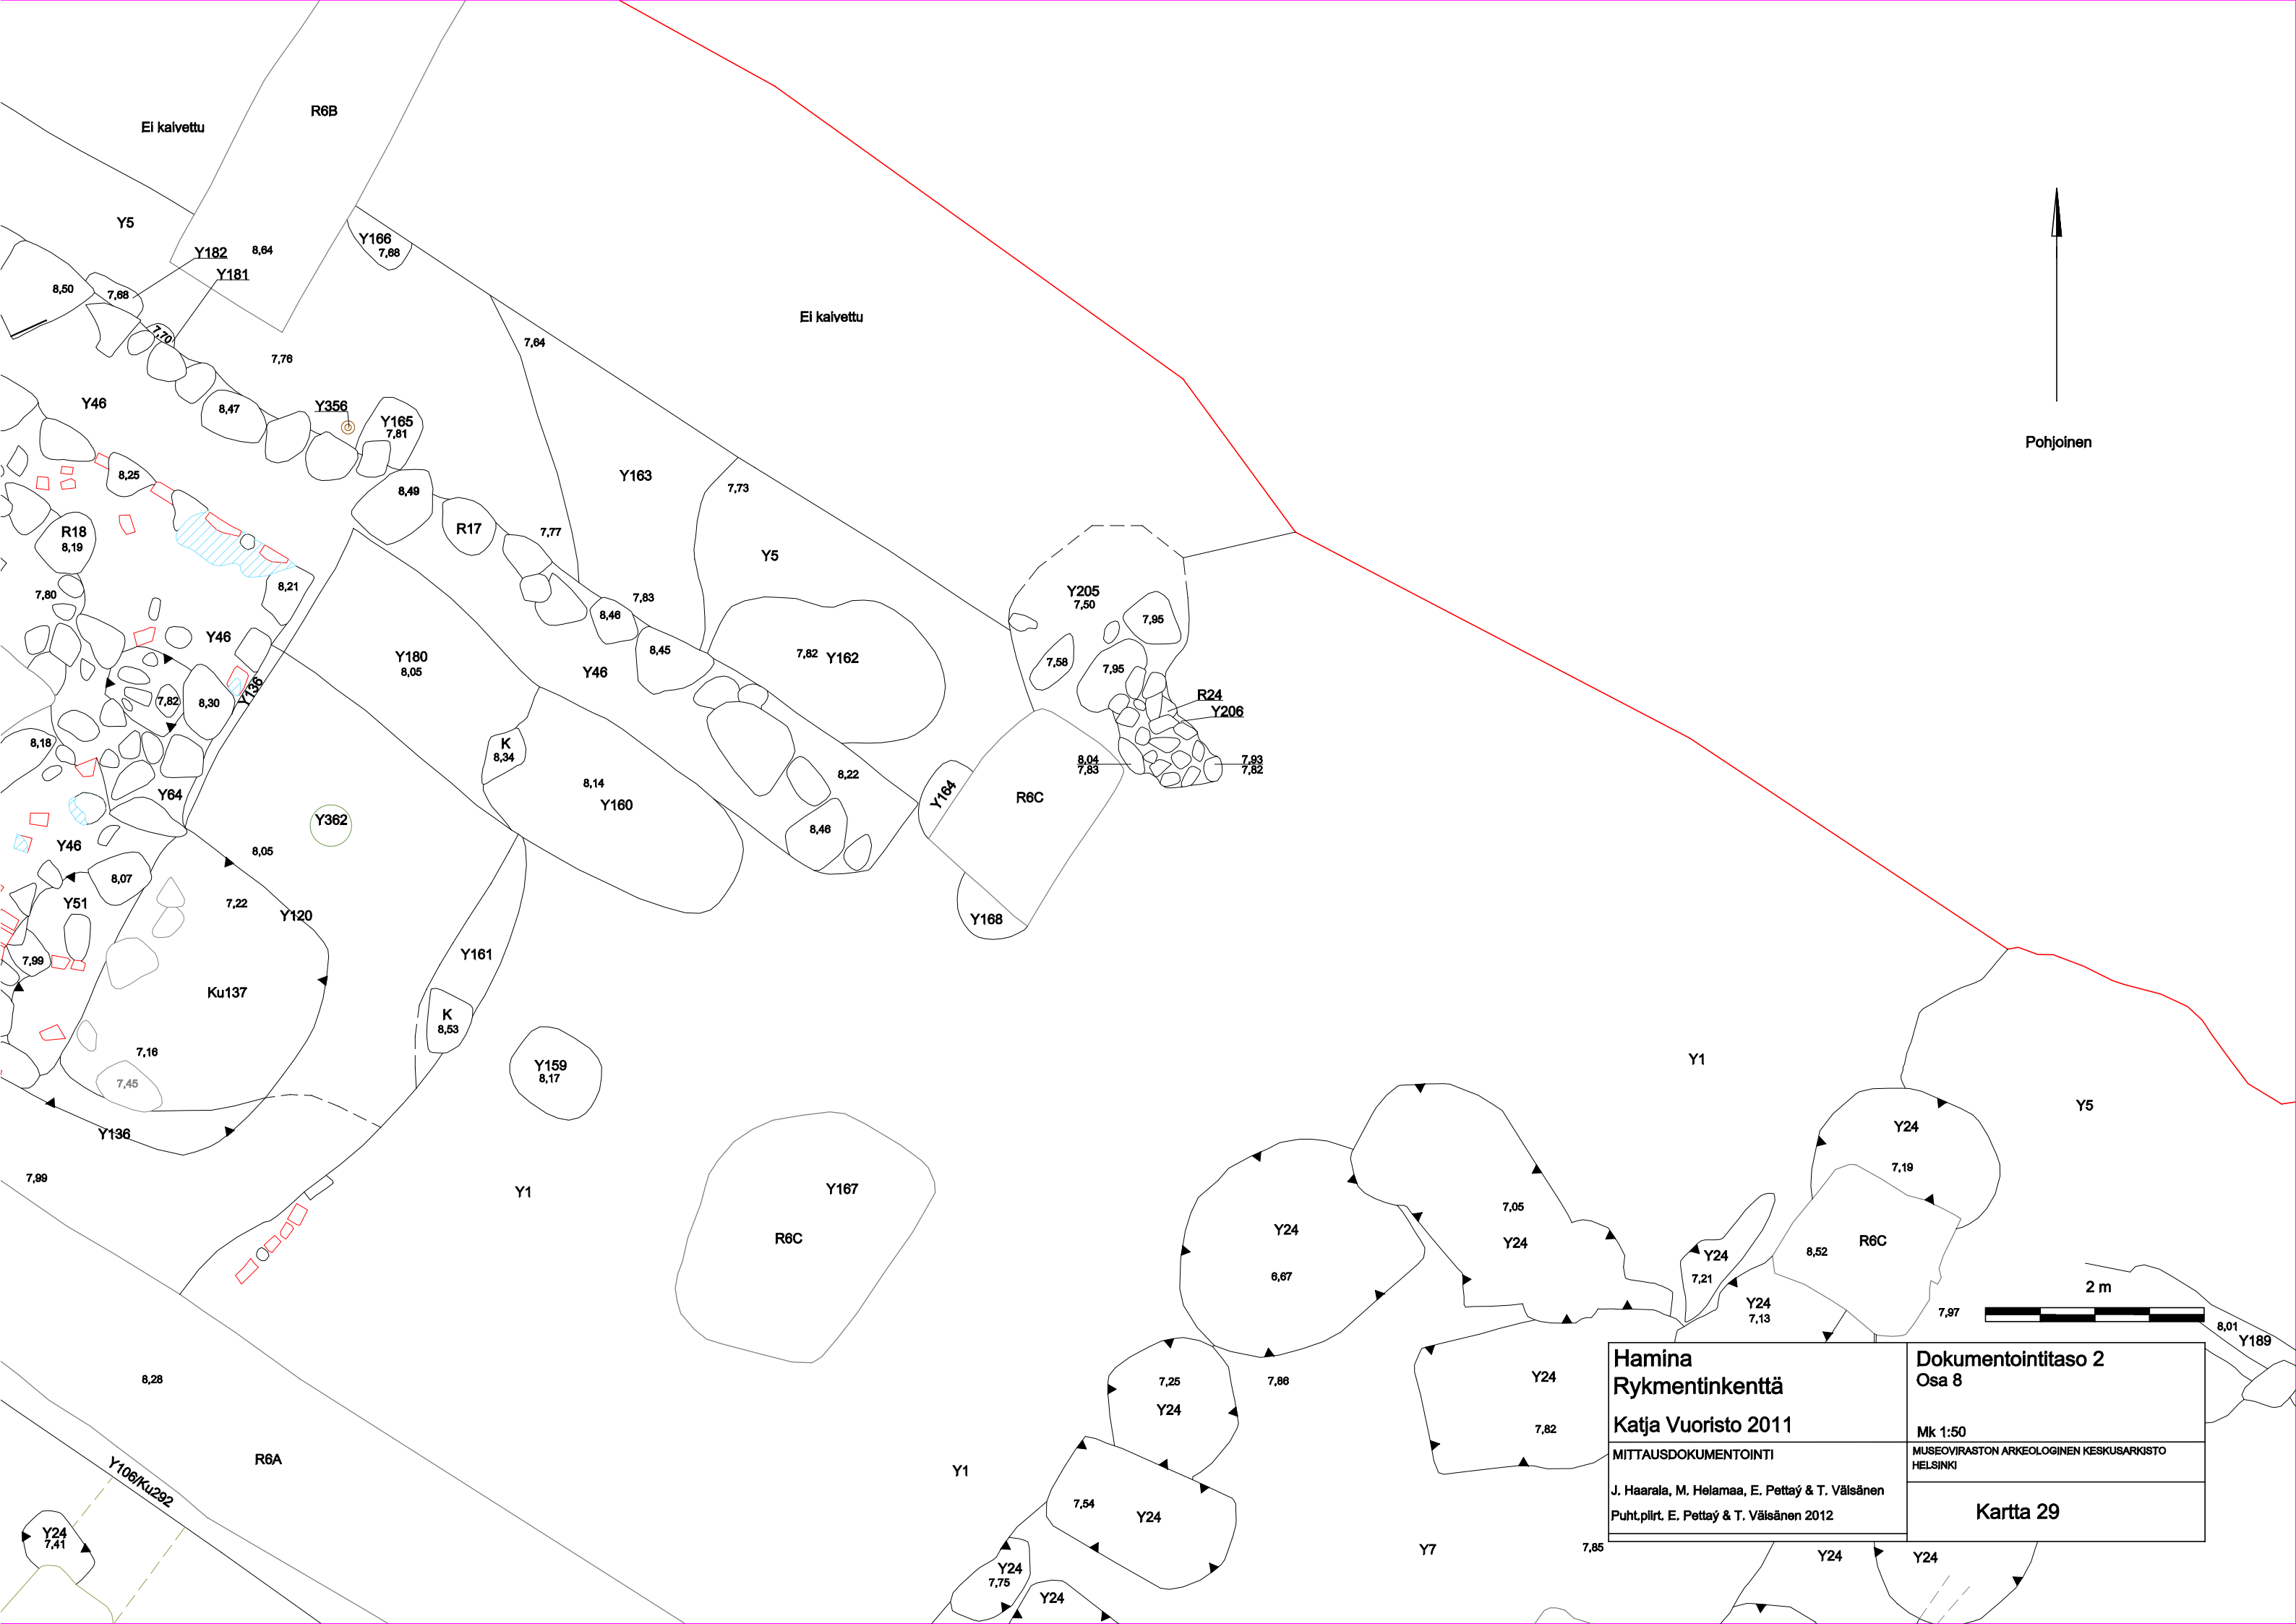 R6B
Ei kaivettu
Y5
Y182
8,64
Y166
7,68
Y181
8,50
7,68
7,70
Ei kaivettu
7,64
7,76
Y46
8,47
Y356
Y165
7,81
Pohjoinen
8,25
Y163
7,73
8,49
R18
8,19
R17
7,77
Y5
8,21
7,80
7,83
8,46
Y205
7,50
7,95
Y46
8,45
Y180
8,05
Y46
7,82
Y162
7,58
7,95
Y136
7,82
8,30
R24
Y206
8,18
K
8,34
8,14
8,22
8,04
7,83
7,93
7,82
Y64
Y160
Y164
R6C
Y362
8,46
Y46
8,05
8,07
Y51
7,22
Y120
Y168
7,99
Y161
Ku137
K
8,53
7,16
Y159
8,17
Y1
7,45
Y5
Y136
Y24
7,19
7,99
Y1
Y167
R6C
7,05
Y24
Y24
6,67
Y24
7,21
8,52
R6C
2 m
Y24
7,13
7,97
8,01
Y189
8,28
7,25
Y24
7,86
Y24
7,82
Hamina
Rykmentinkenttä
Katja Vuoristo 2011
MITTAUSDOKUMENTOINTI
J. Haarala, M. Helamaa, E. Pettaý & T. Väisänen
Puht.piirt. E. Pettaý & T. Väisänen 2012
Dokumentointitaso 2
Osa 8
Mk 1:50
MUSEOVIRASTON ARKEOLOGINEN KESKUSARKISTO
HELSINKI
Kartta 29
R6A
Y106/Ku292
Y1
7,54
Y24
Y24
7,41
Y7
7,85
Y24
Y24
Y24
7,75
Y24